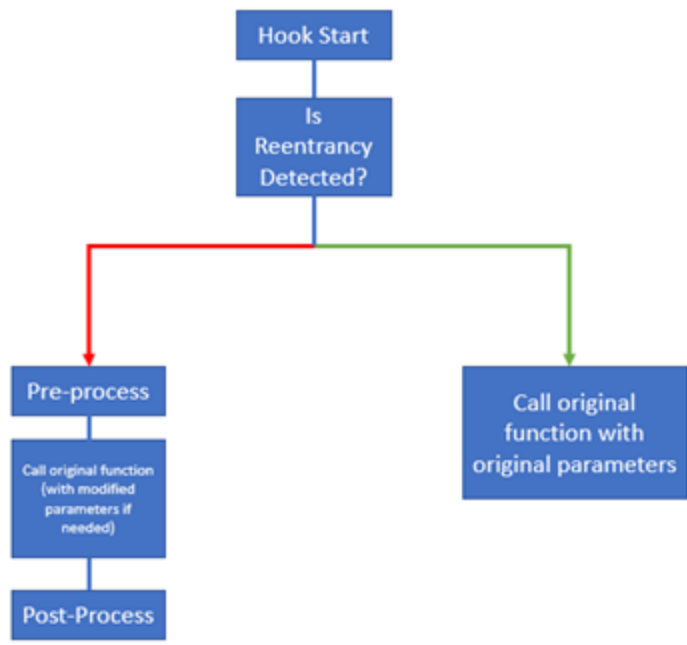 Hook Start
Is
Reentrancy
Detected?
Pre-process
Call original function
(with modified
parameters if
needed)
Post-Process
Call original
function with
original parameters